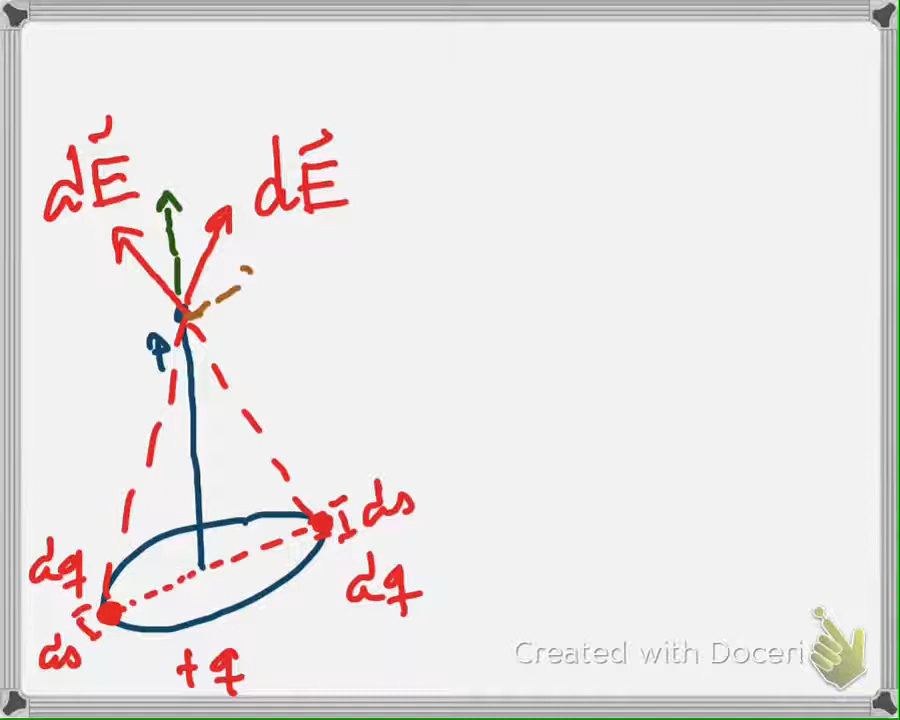 dE⃗ dE⃗
P
ds
dq dq
ds
+q
Created with Doceri